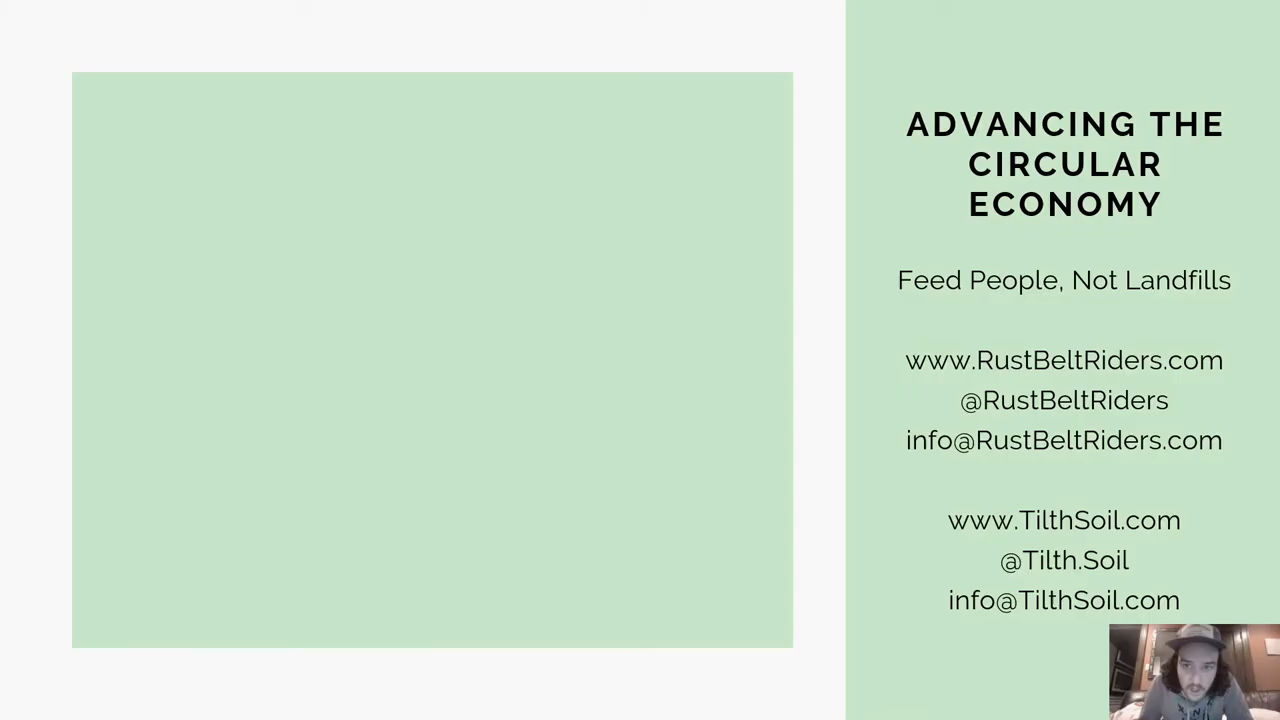 ADVANCING THE
CIRCULAR
ECONOMY
Feed People, Not Landfills
www.RustBeltRiders.com
@RustBeltRiders
info@RustBeltRiders.com
www.TilthSoil.com
@Tilth.Soil
info@TilthSoil.com